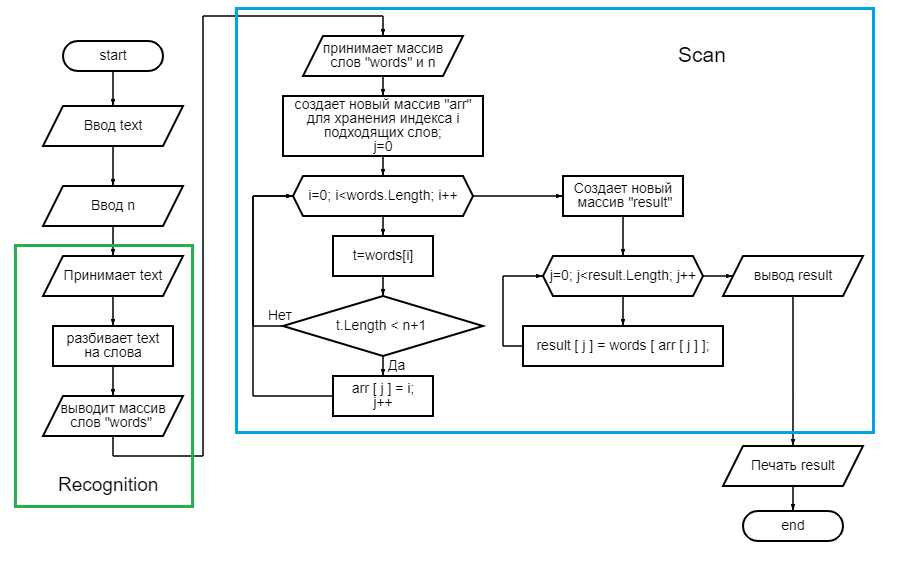 start
Ввод text
Ввод n
Принимает text
разбивает text
на слова
выводит массив
слов "words"
Recognition
Scan
принимает массив
слов "words" и n
создает новый массив "arr"
для хранения индекса i
подходящих слов;
j=0
i=0; i<words.Length; i++
t=words[i]
Нет
t.Length < n+1
Да
arr [ j ] = i;
j++
Создает новый
массив "result"
j=0; j<result.Length; j++
result [ j ] = words [ arr [ j ] ];
вывод result
Печать result
end